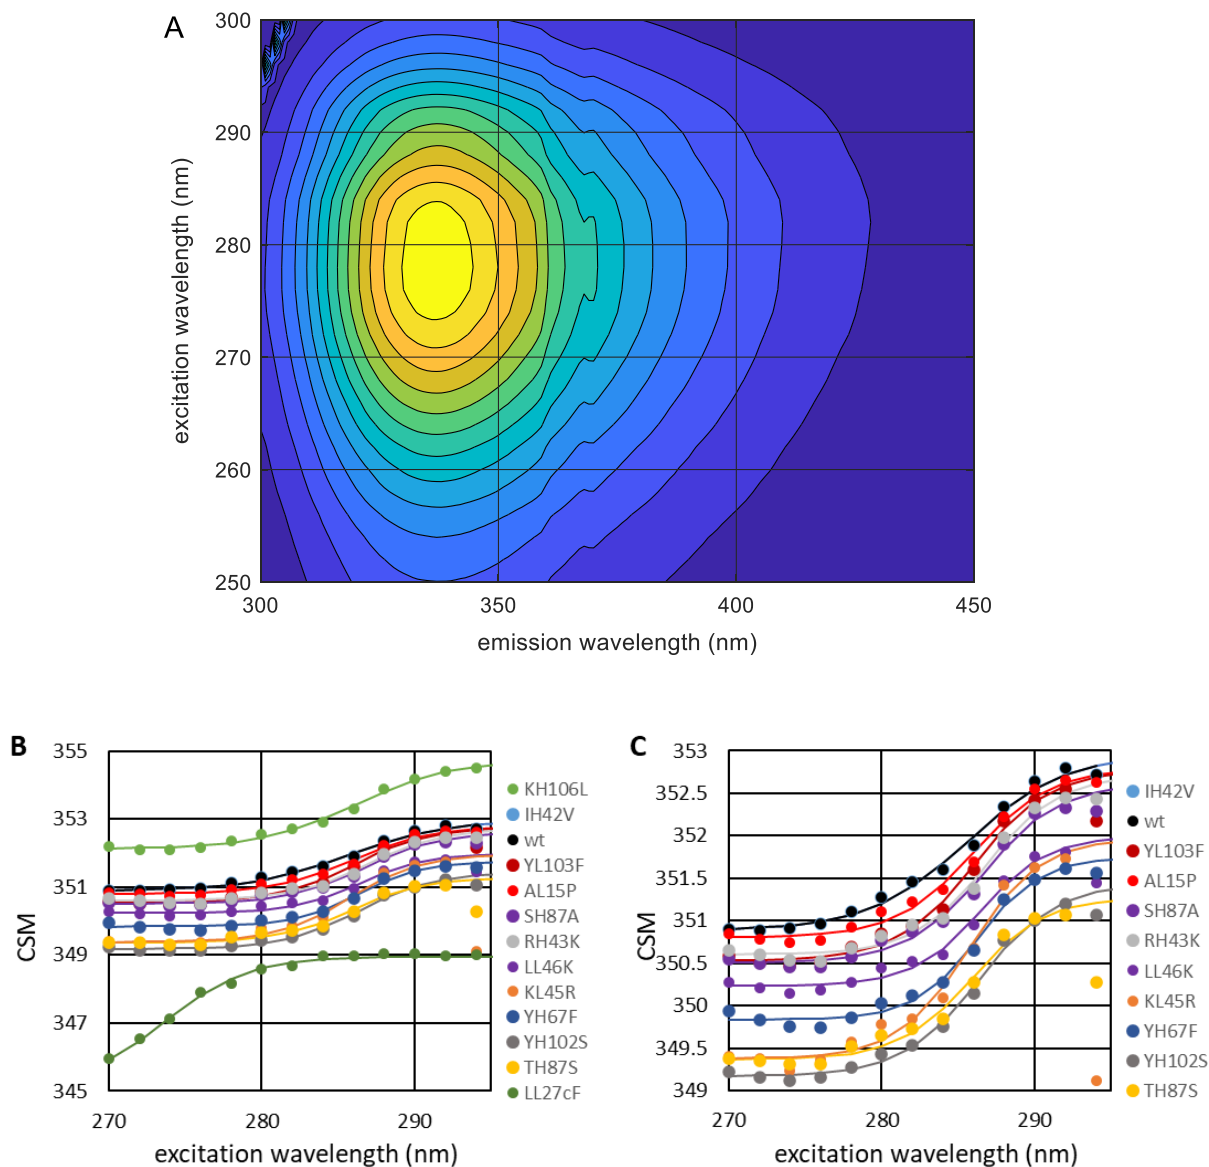 A
300
290
280
270
260
250
excitation wavelength (nm)
300 350 400 450
emission wavelength (nm)
B
355
353
351
349
347
345
CSM
270 280 290
excitation wavelength (nm)
KH106L
IH42V
wt
YL103F
AL15P
SH87A
RH43K
LL46K
KL45R
YH67F
YH102S
TH87S
LL27cF
C
353
352.5
352
351.5
351
350.5
350
349.5
349
CSM
270 280 290
excitation wavelength (nm)
IH42V
wt
YL103F
AL15P
SH87A
RH43K
LL46K
KL45R
YH67F
YH102S
TH87S